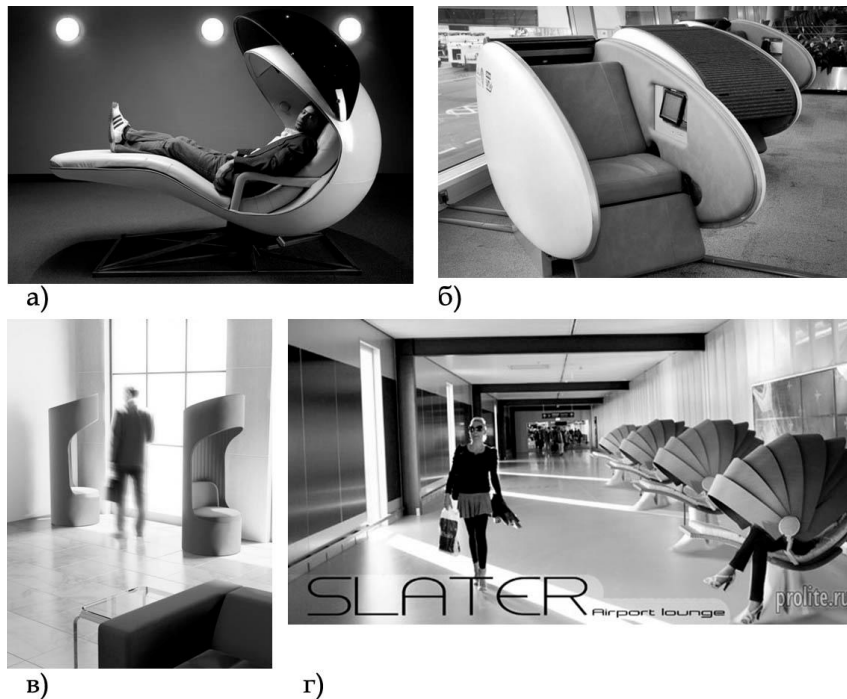 а)
б)
SLATER Airport lounge
prolite.ru
в)
г)